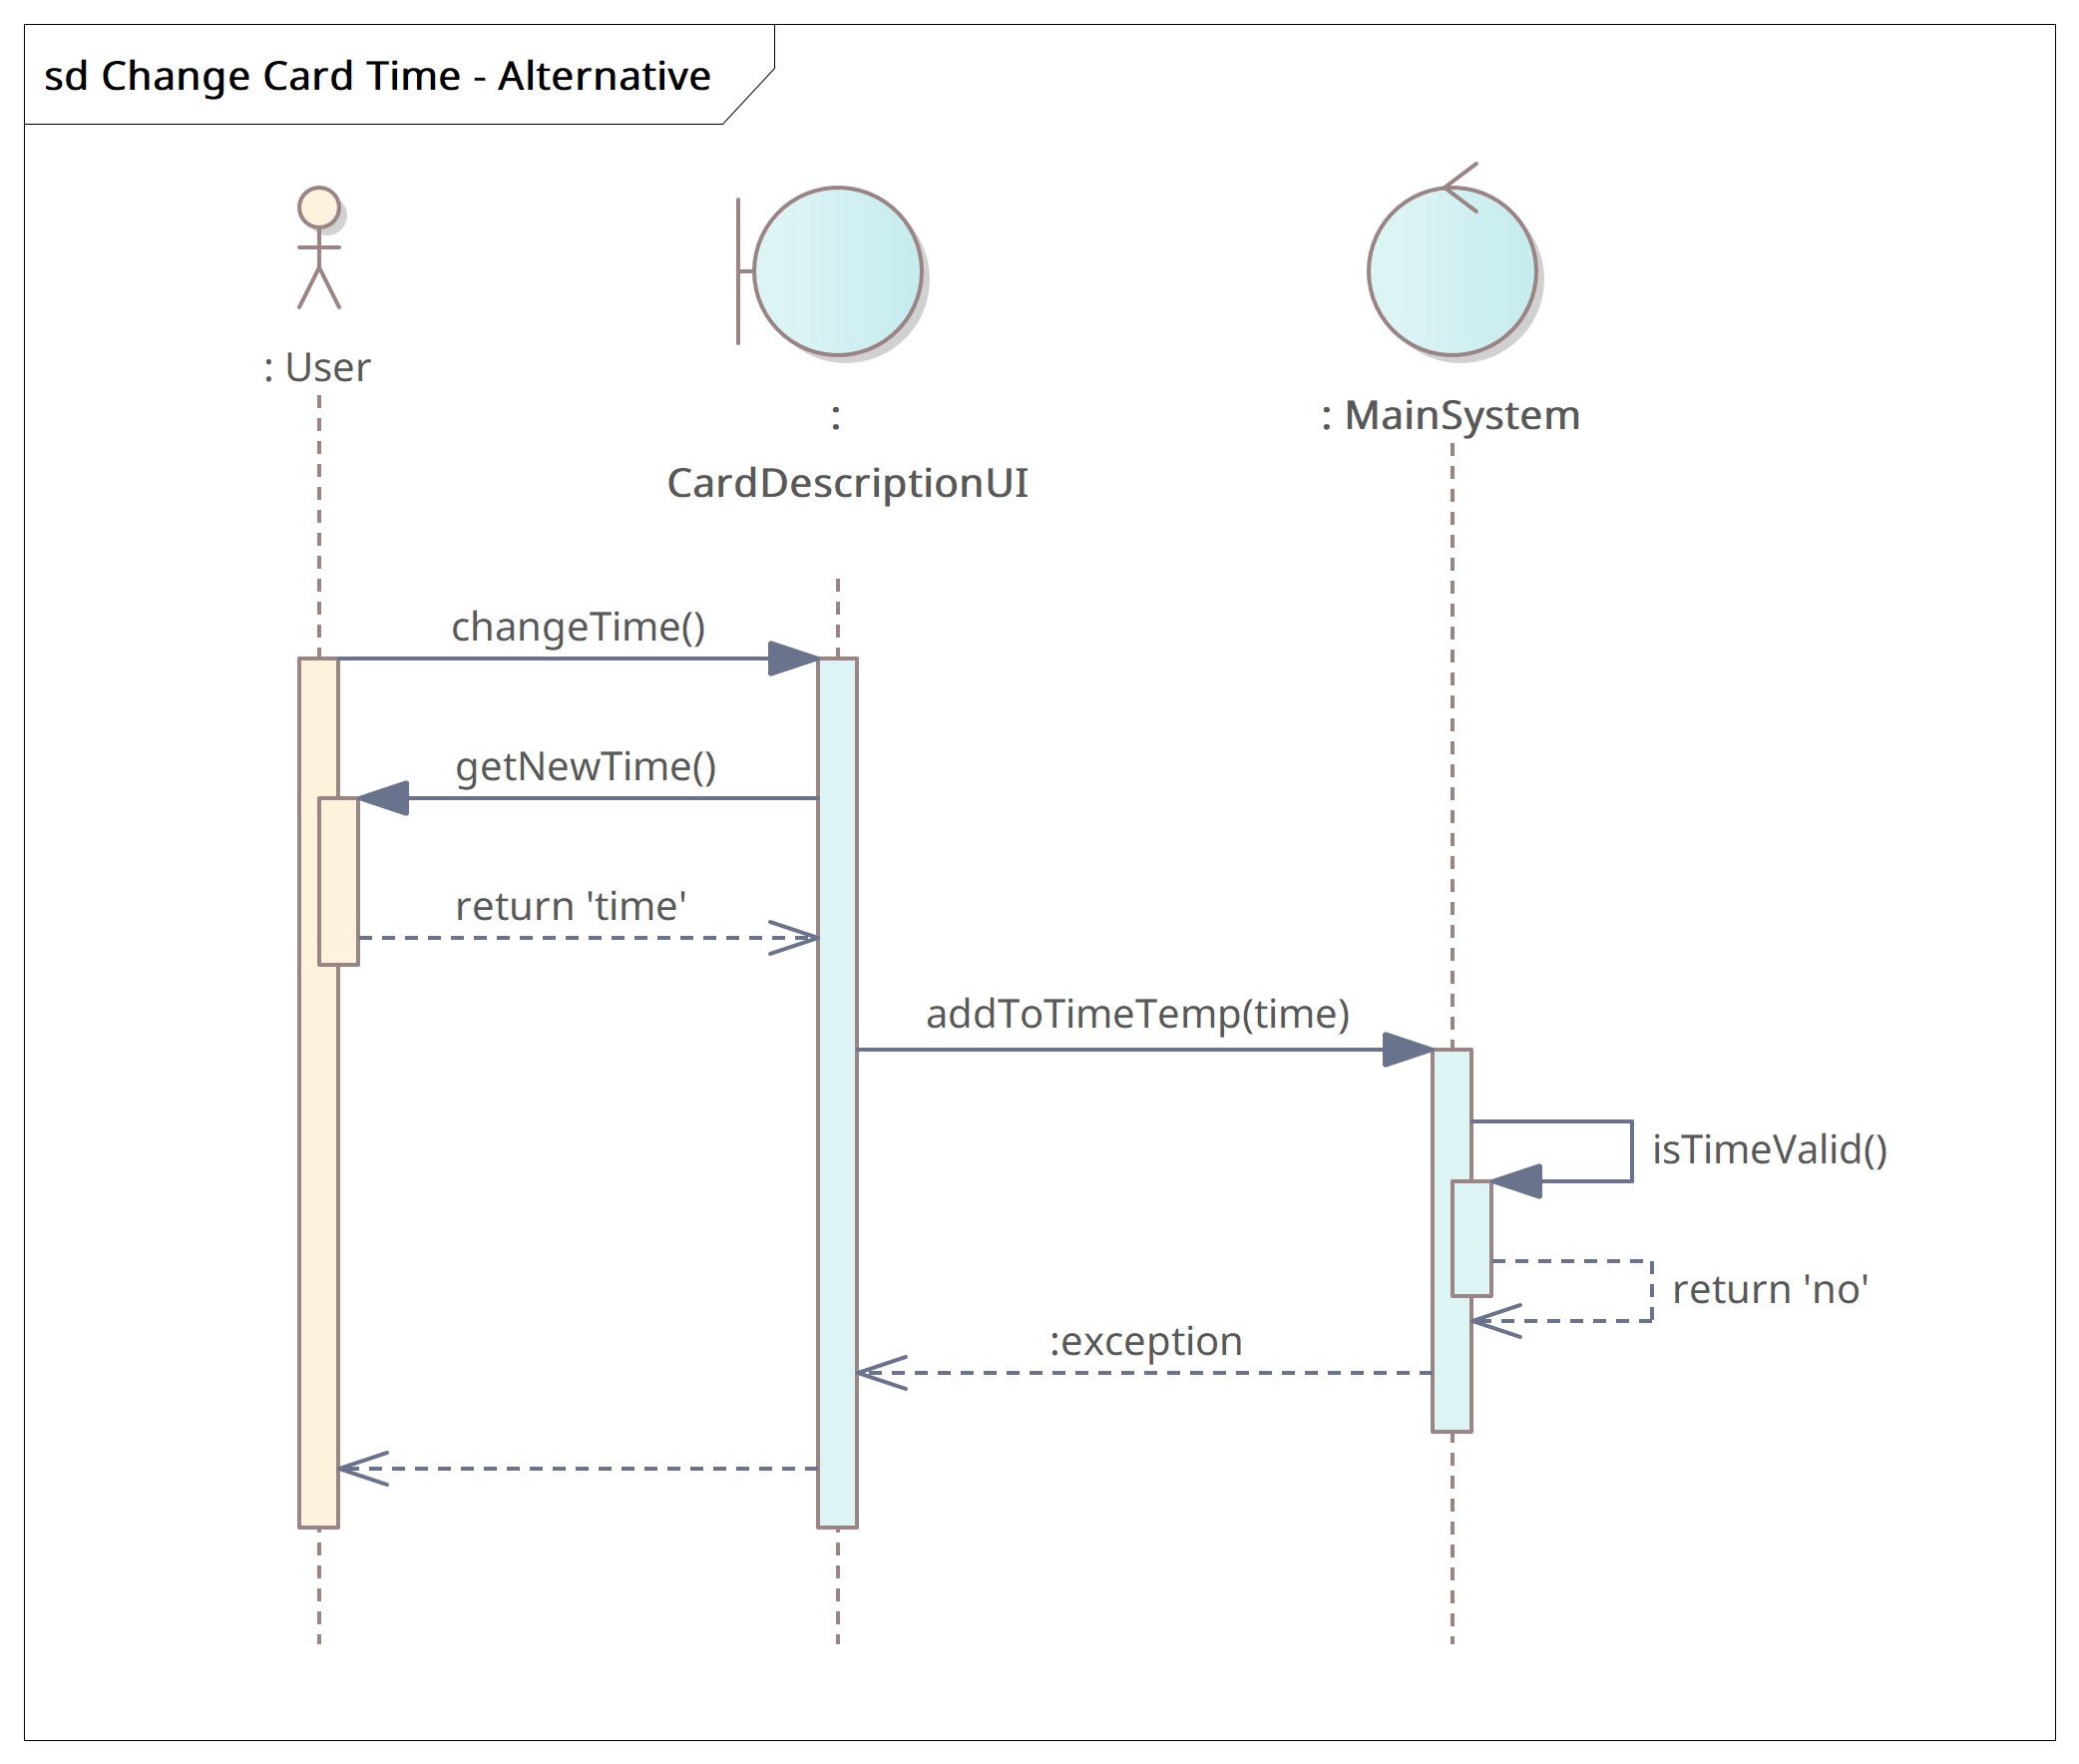 sd Change Card Time - Alternative
: User
:
CardDescriptionUI
: MainSystem
changeTime()
getNewTime()
return 'time'
addToTimeTemp(time)
isTimeValid()
return 'no'
:exception